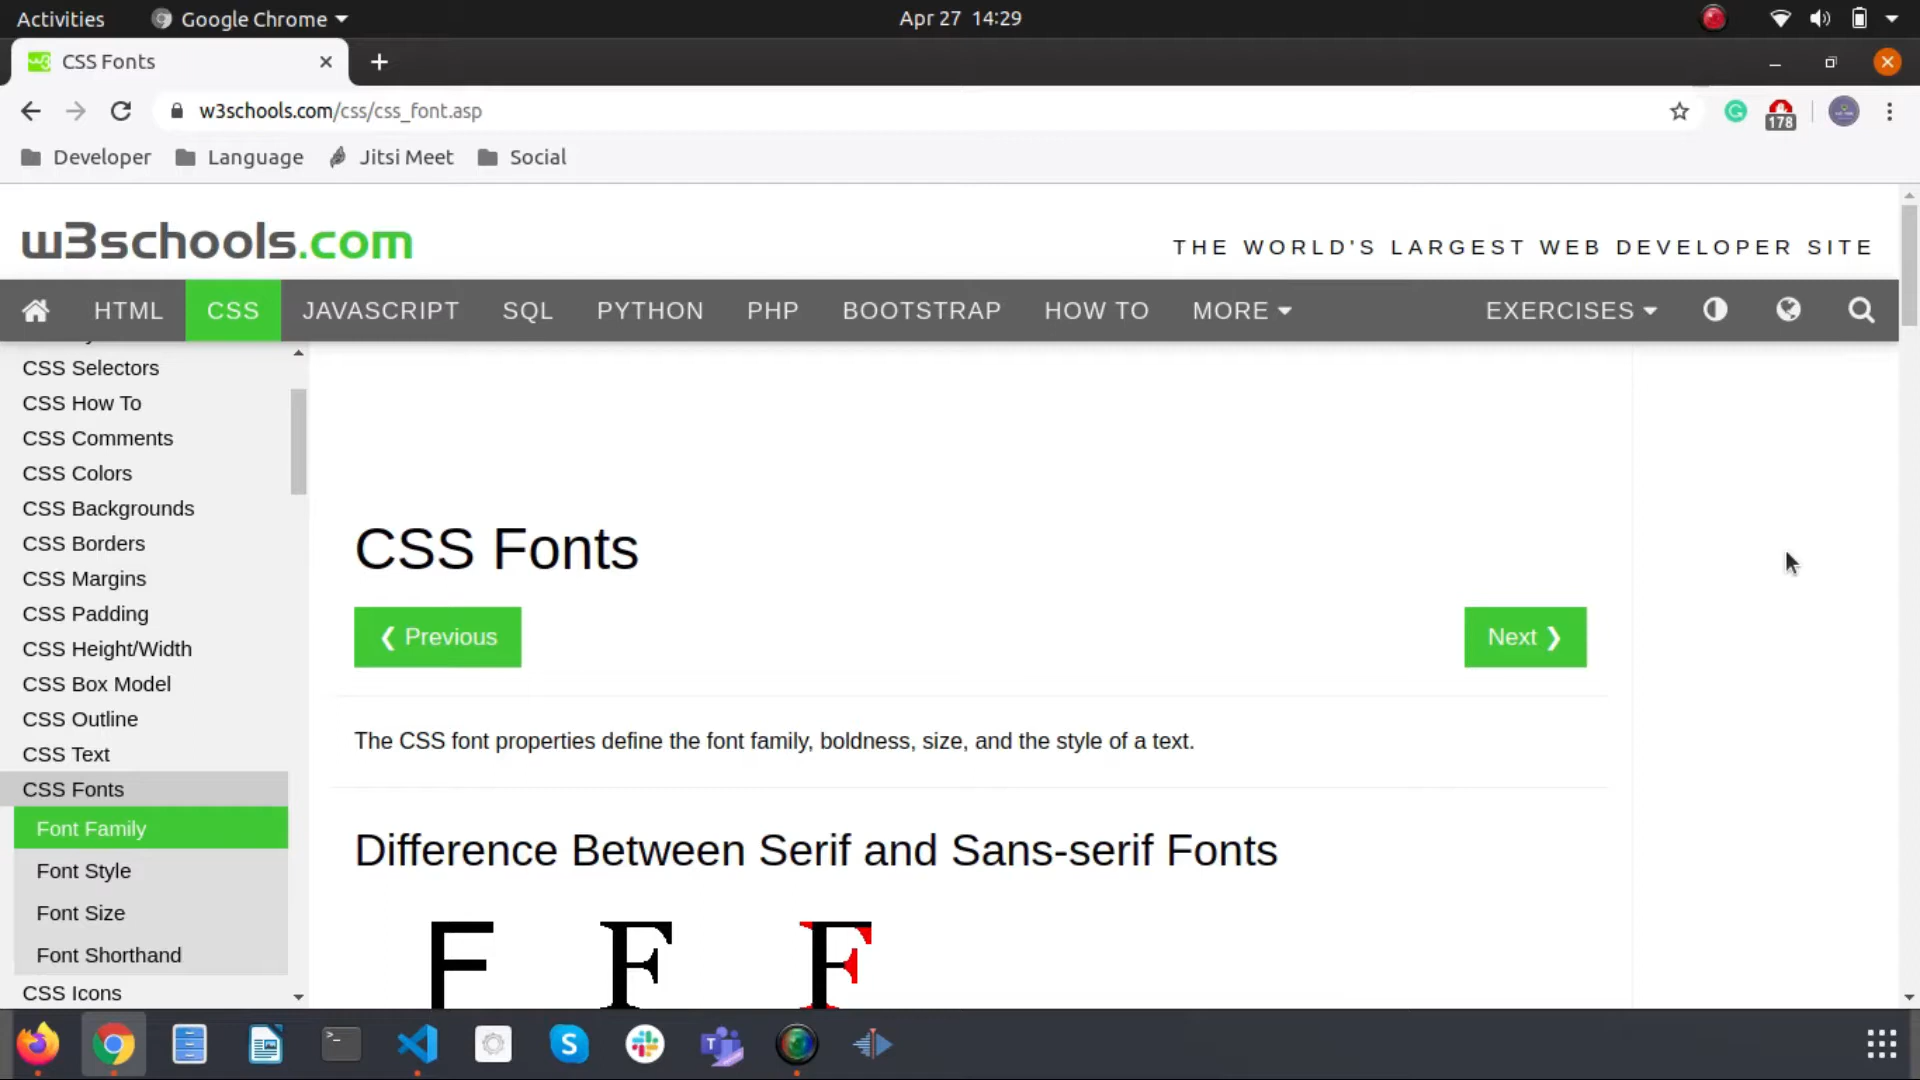 Activities Google Chrome Apr 27 14:29
CSS Fonts
w3schools.com/css/css_font.asp 178
Developer Language Jitsi Meet Social
w3schools.com THE WORLD'S LARGEST WEB DEVELOPER SITE
HTML CSS JAVASCRIPT SQL PYTHON PHP BOOTSTRAP HOW TO MORE EXERCISES
CSS Selectors
CSS How To
CSS Comments
CSS Colors
CSS Backgrounds
CSS Borders
CSS Margins
CSS Padding
CSS Height/Width
CSS Box Model
CSS Outline
CSS Text
CSS Fonts
Font Family
Font Style
Font Size
Font Shorthand
CSS Icons
CSS Fonts
❮ Previous Next ❯
The CSS font properties define the font family, boldness, size, and the style of a text.
Difference Between Serif and Sans-serif Fonts
F F F